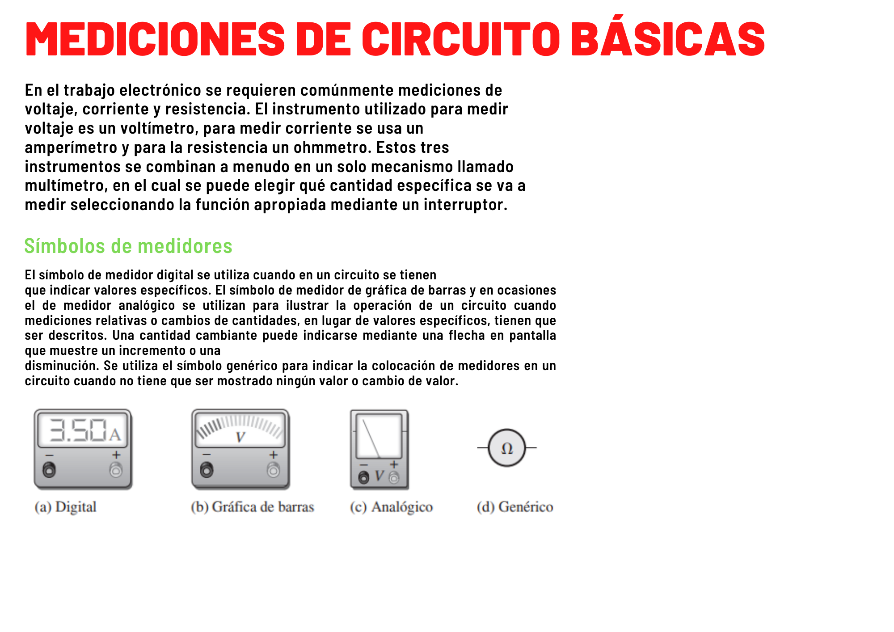 MEDICIONES DE CIRCUITO BÁSICAS
En el trabajo electrónico se requieren comúnmente mediciones de
voltaje, corriente y resistencia. El instrumento utilizado para medir
voltaje es un voltímetro, para medir corriente se usa un
amperímetro y para la resistencia un ohmmetro. Estos tres
instrumentos se combinan a menudo en un solo mecanismo llamado
multímetro, en el cual se puede elegir qué cantidad específica se va a
medir seleccionando la función apropiada mediante un interruptor.
Símbolos de medidores
El símbolo de medidor digital se utiliza cuando en un circuito se tienen
que indicar valores específicos. El símbolo de medidor de gráfica de barras y en ocasiones
el de medidor analógico se utilizan para ilustrar la operación de un circuito cuando
mediciones relativas o cambios de cantidades, en lugar de valores específicos, tienen que
ser descritos. Una cantidad cambiante puede indicarse mediante una flecha en pantalla
que muestre un incremento o una
disminución. Se utiliza el símbolo genérico para indicar la colocación de medidores en un
circuito cuando no tiene que ser mostrado ningún valor o cambio de valor.
3.50A
V
Ω
− +
− +
− +
V
(a) Digital
(b) Gráfica de barras
(c) Analógico
(d) Genérico